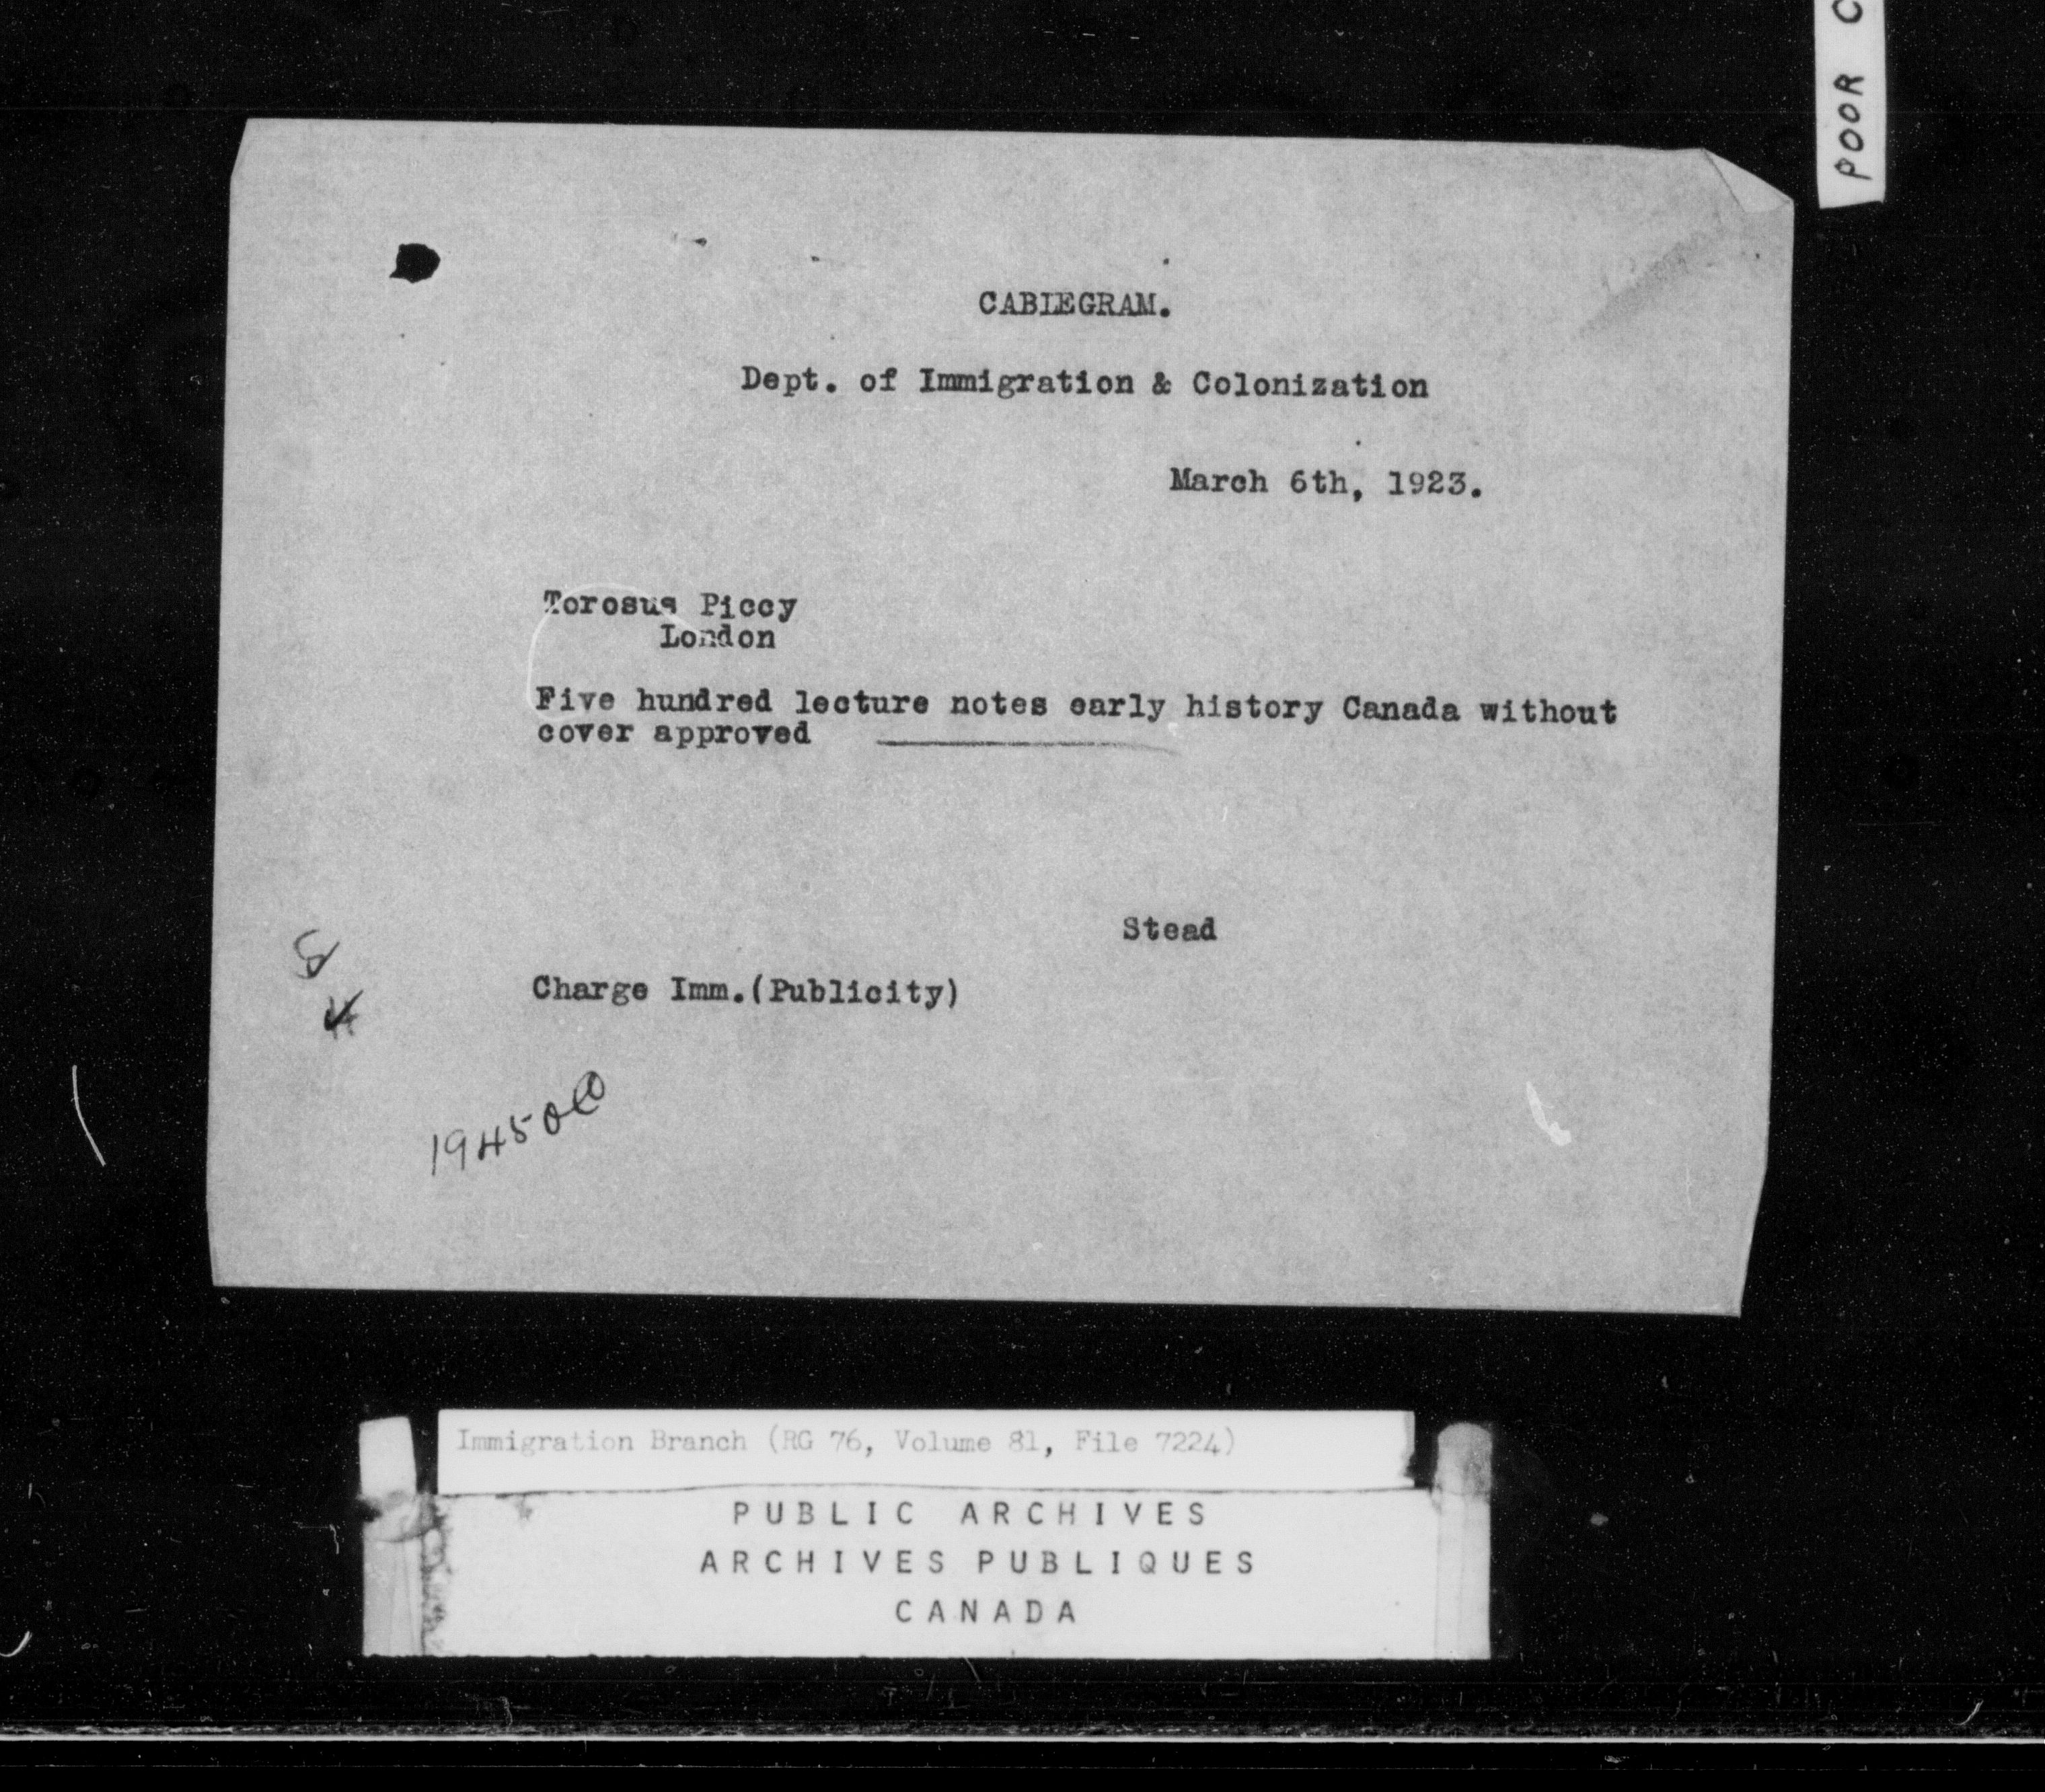 POOR C
CABLEGRAM.
Dept. of Immigration & Colonization
March 6th, 1923.
Torosus Piccy
London
Five hundred lecture notes early history Canada without
cover approved
Stead
Charge Imm.(Publicity)
Immigration Branch (RG 76, Volume 81, File 7224)
PUBLIC ARCHIVES
ARCHIVES PUBLIQUES
CANADA